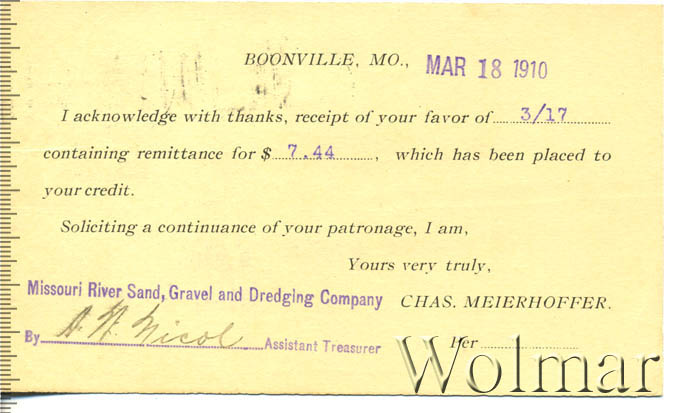 BOONVILLE, MO., MAR 18 1910
I acknowledge with thanks, receipt of your favor of 3/17
containing remittance for $ 7.44, which has been placed to
your credit.
Soliciting a continuance of your patronage, I am,
Yours very truly,
Missouri River Sand, Gravel and Dredging Company
CHAS. MEIERHOFFER.
By A. W. Nicol Assistant Treasurer
Per
Wolmar